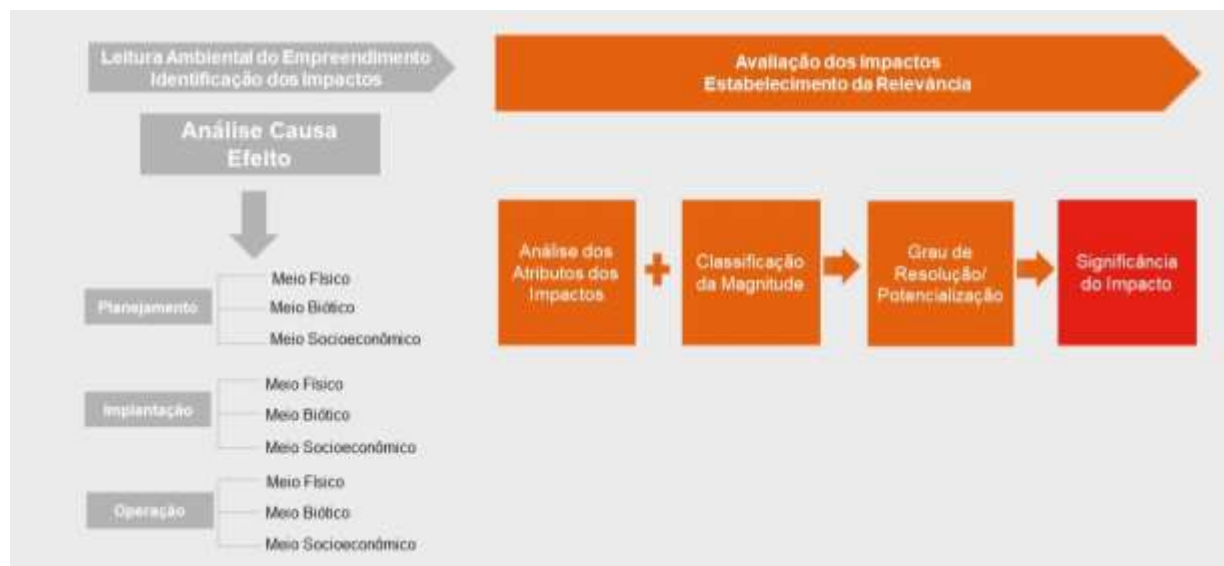 Leitura Ambiental do Empreendimento
Identificação dos Impactos
Avaliação dos Impactos
Estabelecimento da Relevância
Análise Causa
Efeito
Planejamento
Meio Físico
Meio Biótico
Meio Socioeconômico
Implantação
Meio Físico
Meio Biótico
Meio Socioeconômico
Operação
Meio Físico
Meio Biótico
Meio Socioeconômico
Análise dos
Atributos dos
Impactos
Classificação
da Magnitude
Grau de
Resolução/
Potencialização
Significância
do Impacto